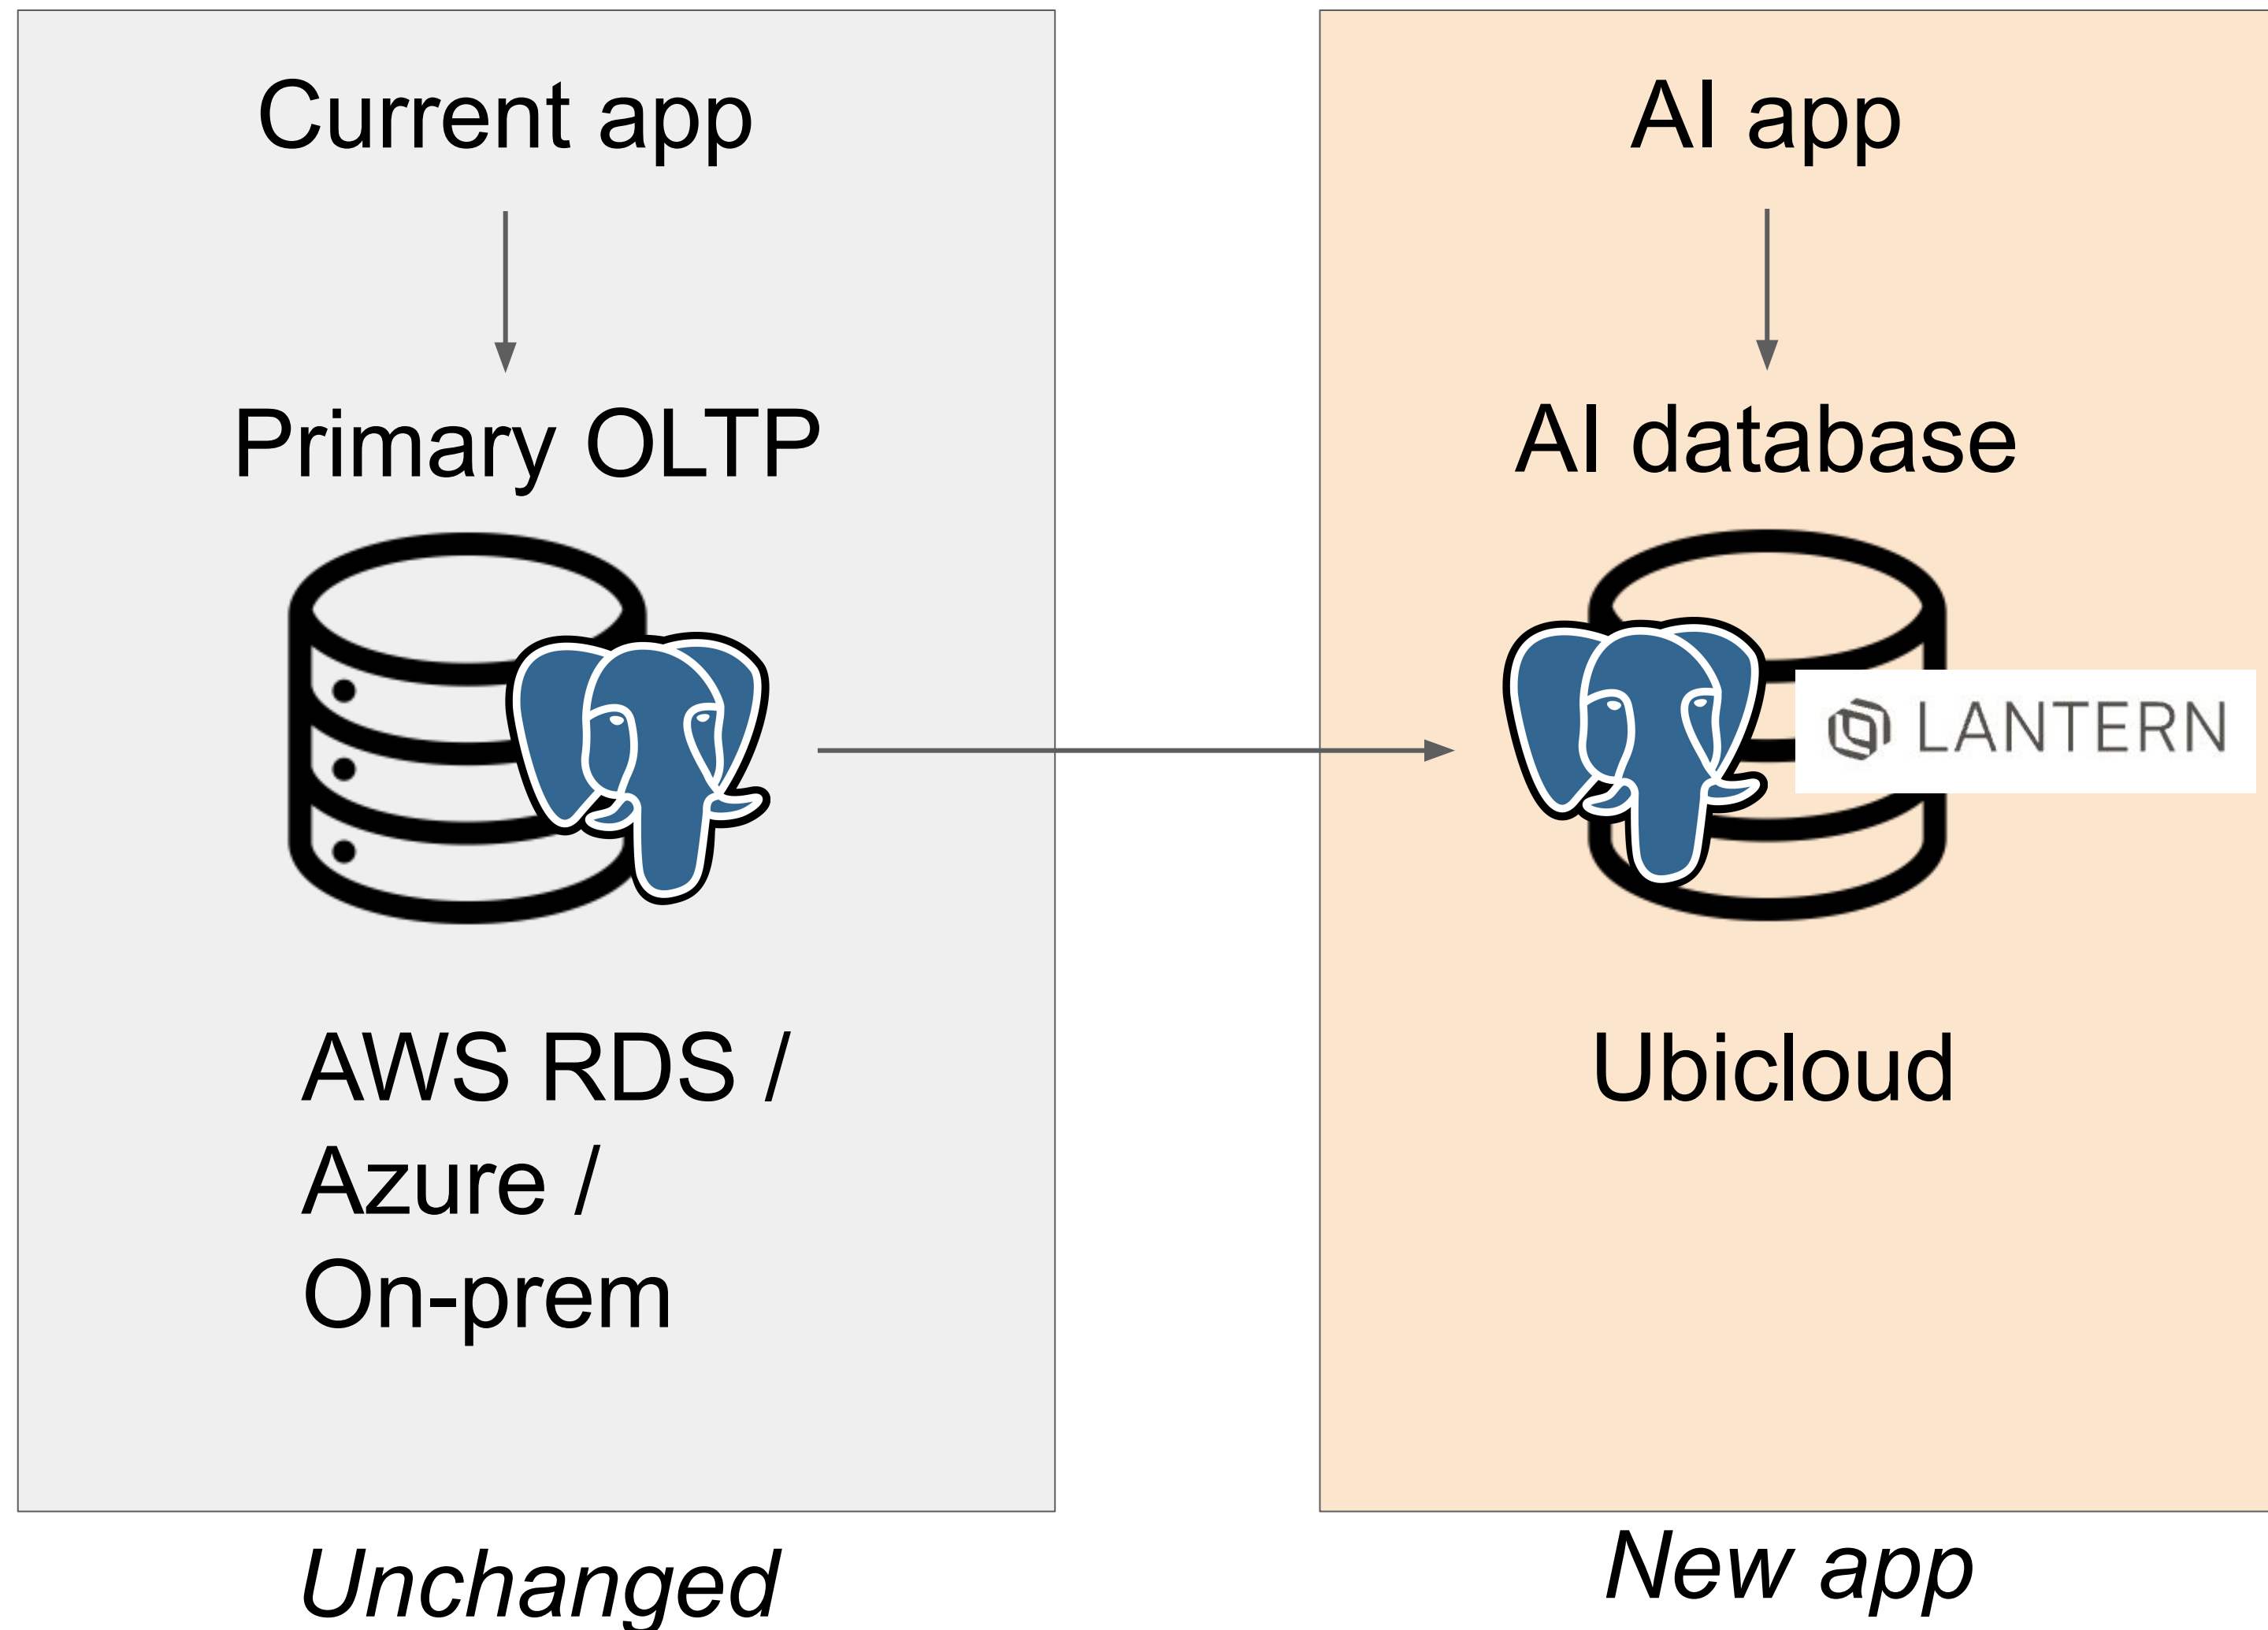 Current app
Primary OLTP
AWS RDS /
Azure /
On-prem
Unchanged
AI app
AI database
LANTERN
Ubicloud
New app